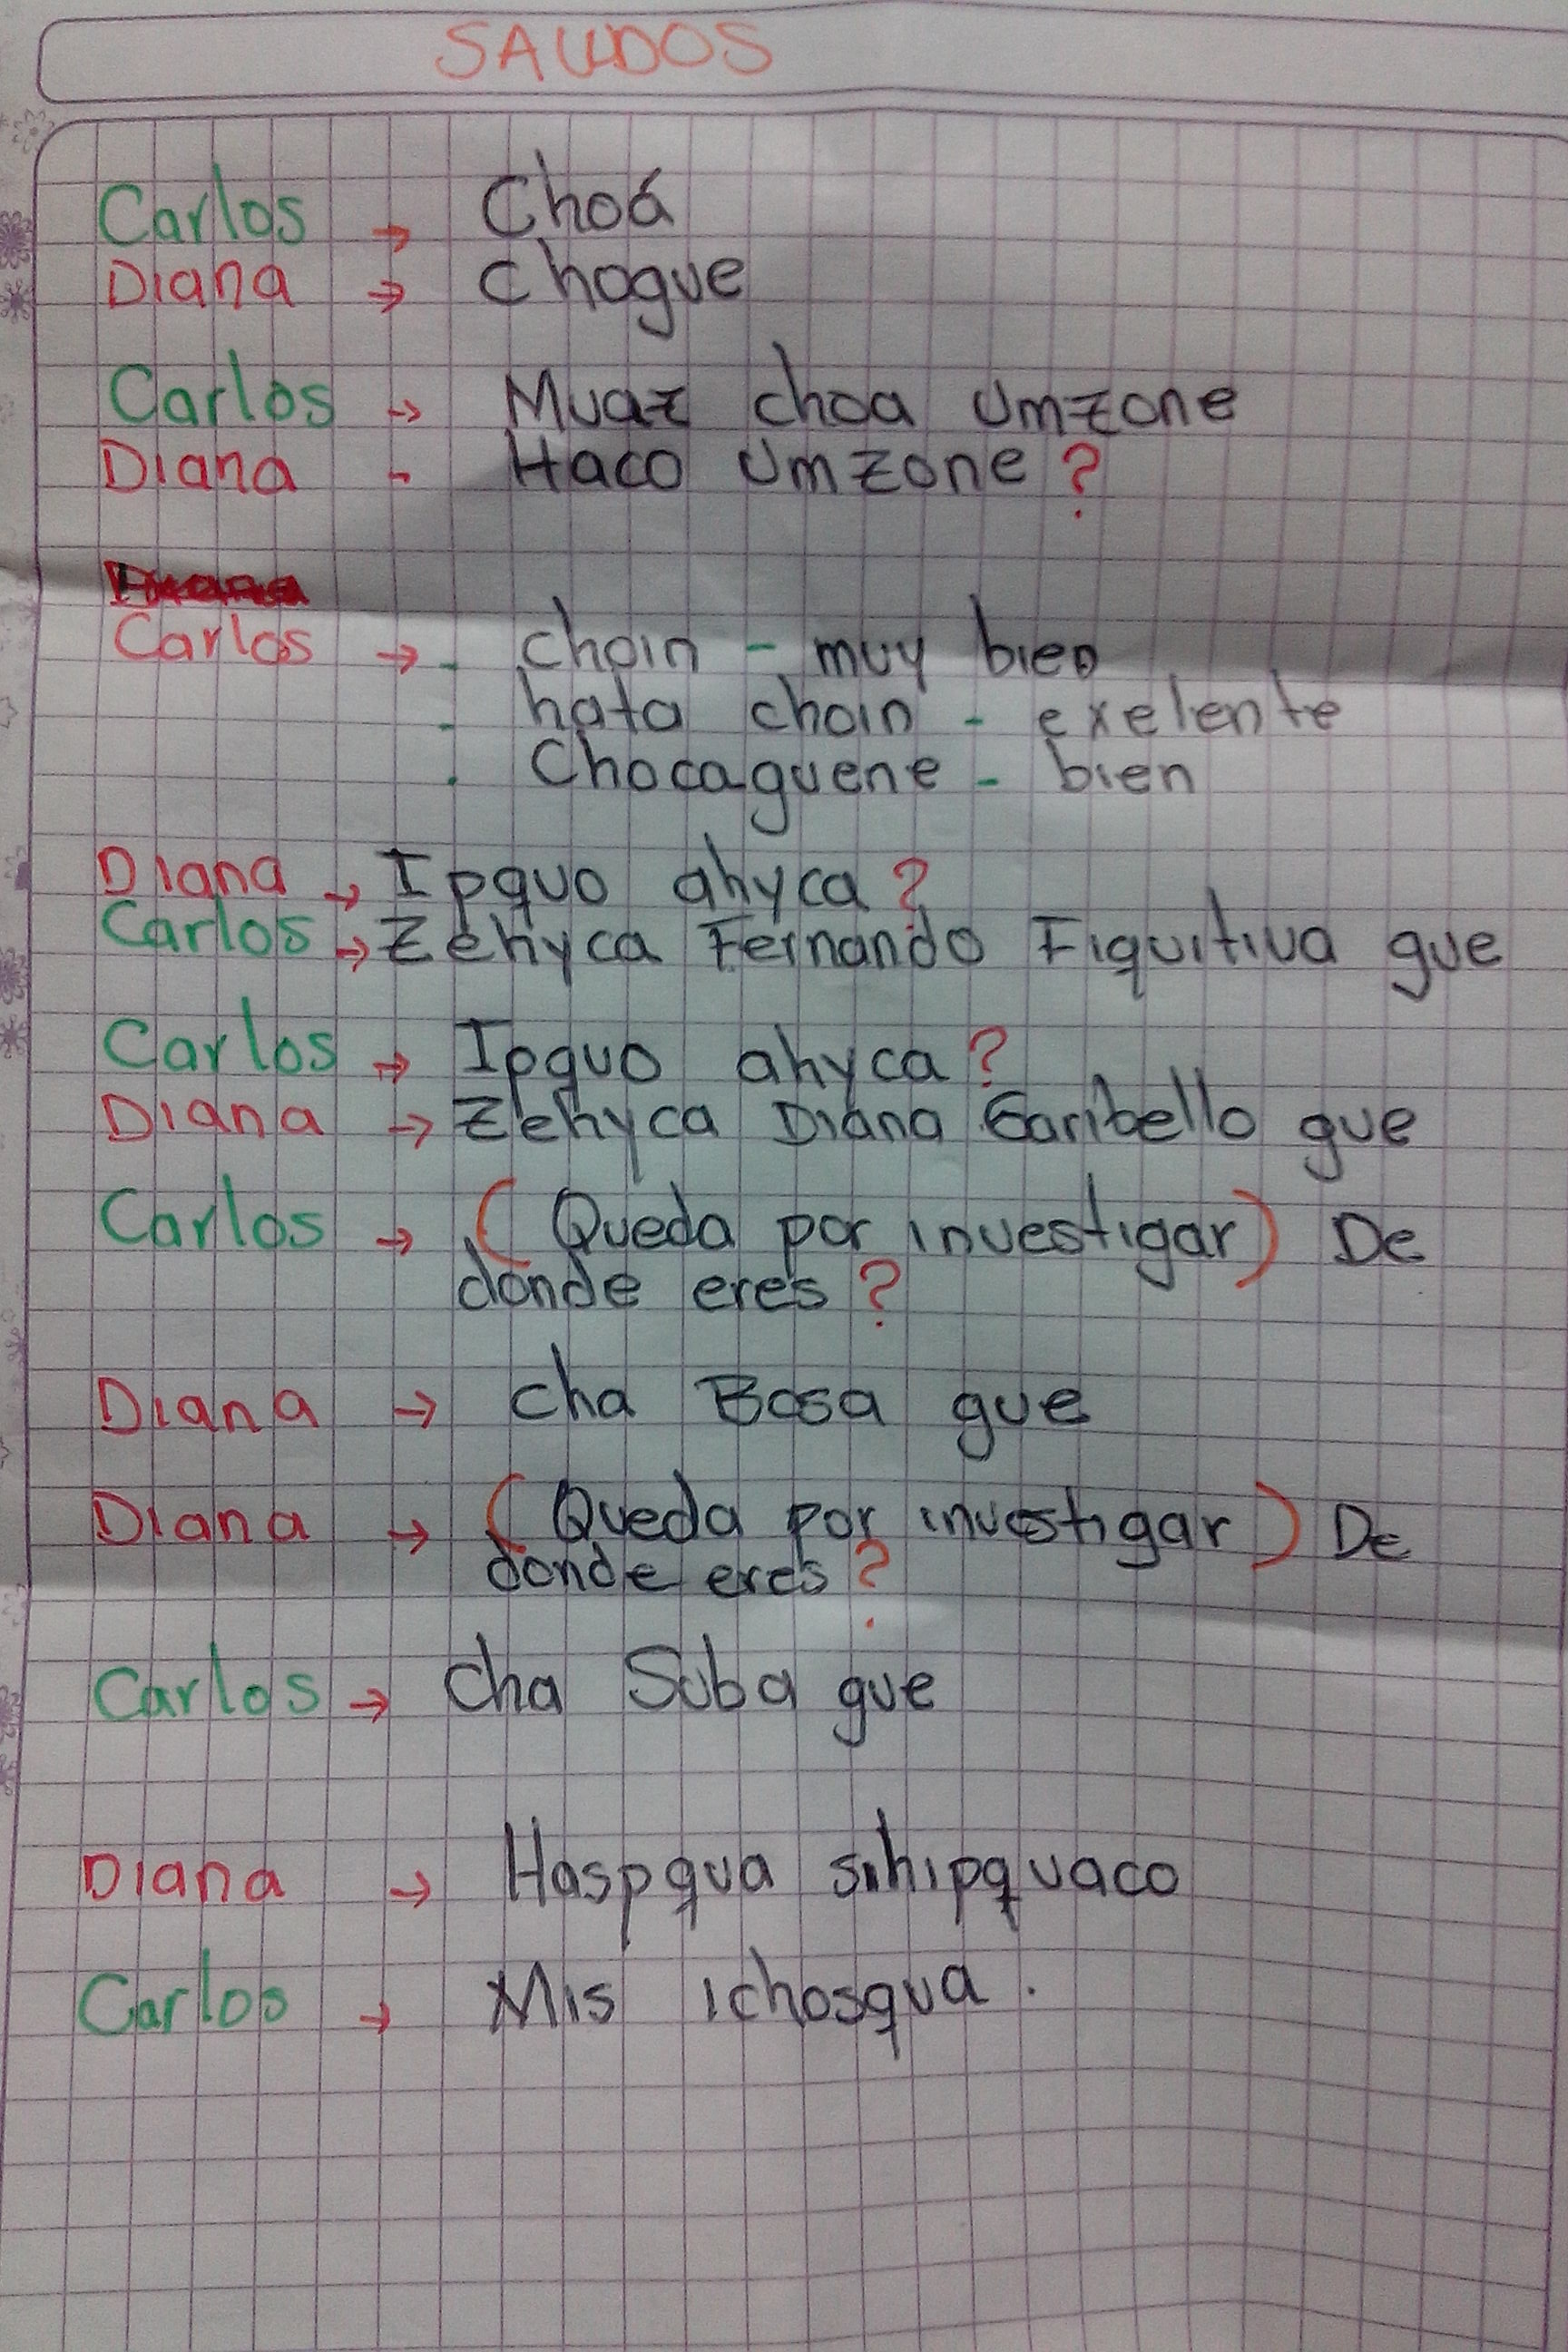 SALUDOS
Carlos → Choá
Diana → chogue
Carlos → Muaz choa Umzone
Diana - Haco Umzone?
Carlos → - choin - muy bien
- hata choin - exelente
. Chocaguene - bien
Diana → Ipquo ahyca?
Carlos → Zehyca Fernando Fiquitiva gue
Carlos → Ipquo ahyca?
Diana → Zehyca Diana Garibello gue
Carlos → (Queda por investigar) De
donde eres?
Diana → cha Bosa gue
Diana → (Queda por investigar) De
donde eres?
Carlos → cha Suba gue
Diana → Haspqua sihipquaco
Carlos → Mis ichosqua.